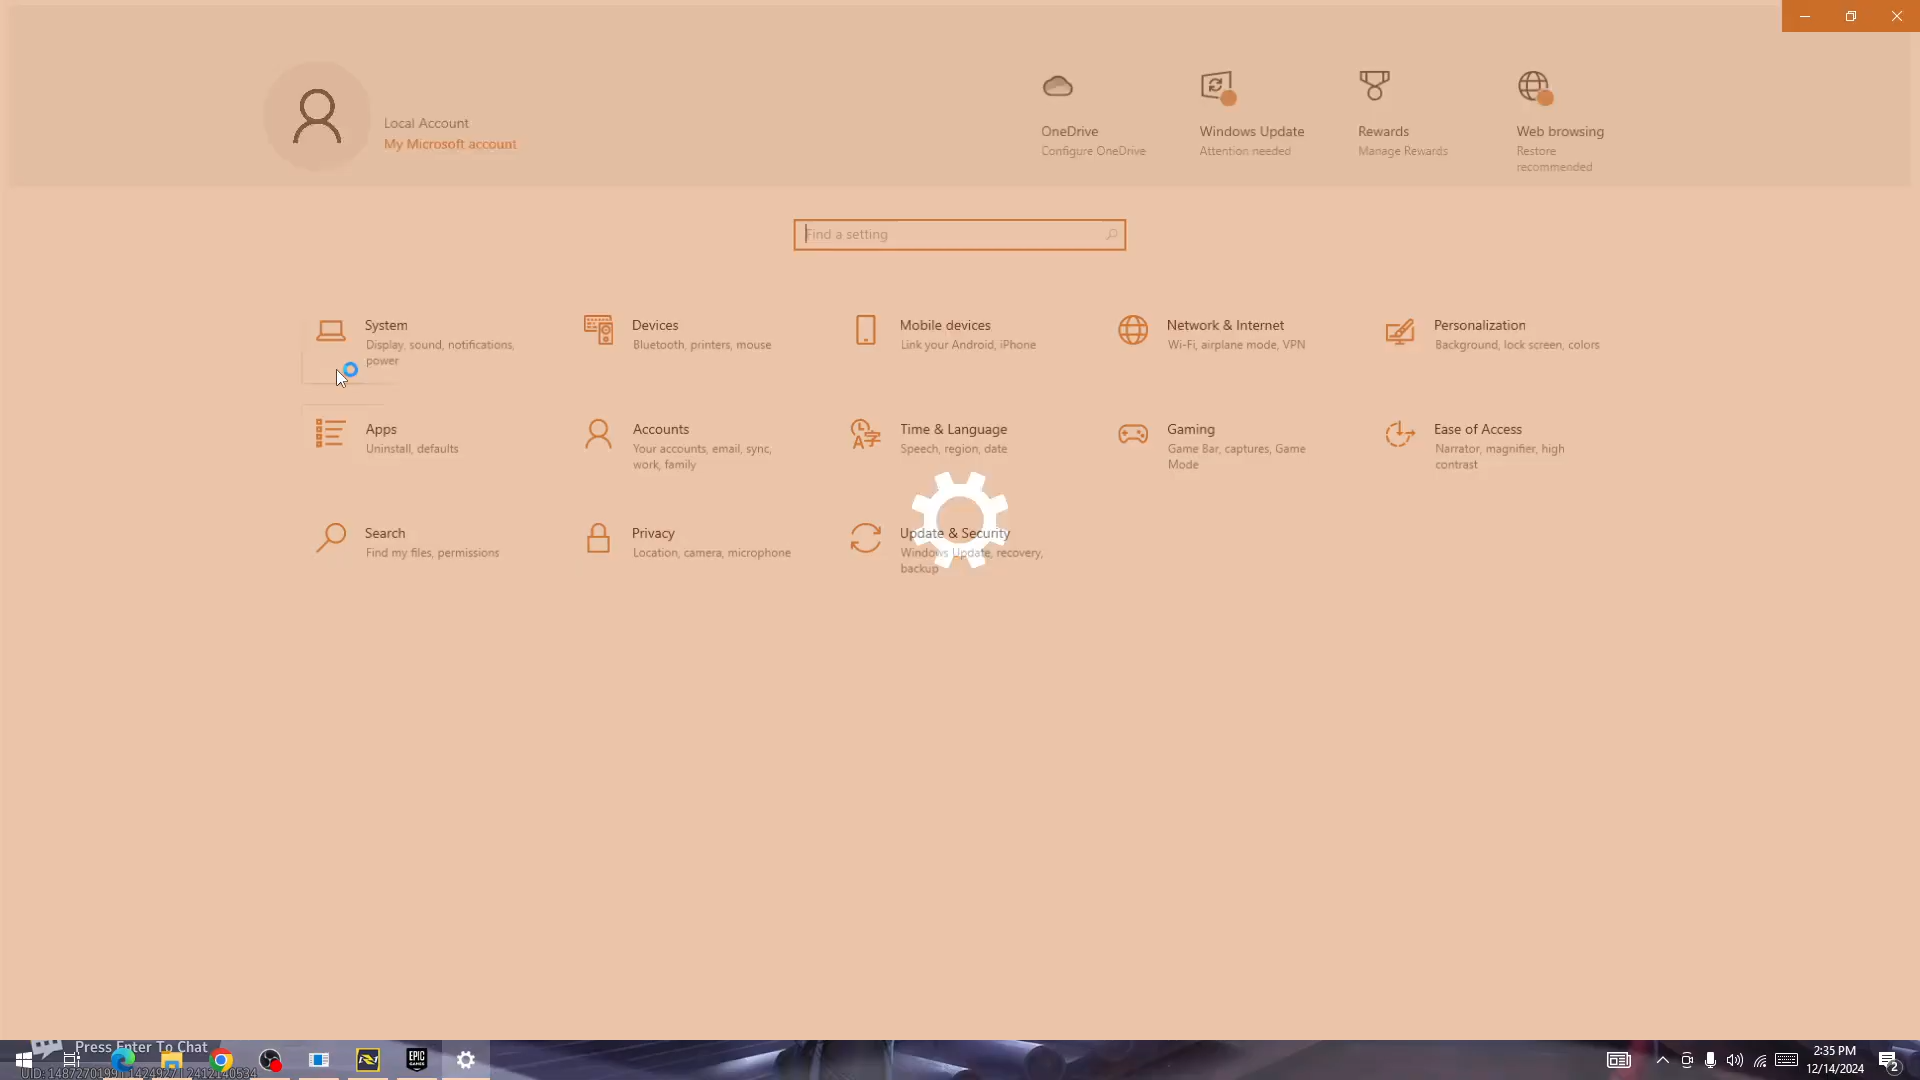 Local Account
My Microsoft account
OneDrive
Configure OneDrive
Windows Update
Attention needed
Rewards
Manage Rewards
Web browsing
Restore
recommended
Find a setting
System
Display, sound, notifications,
power
Devices
Bluetooth, printers, mouse
Mobile devices
Link your Android, iPhone
Network & Internet
Wi-Fi, airplane mode, VPN
Personalization
Background, lock screen, colors
Apps
Uninstall, defaults
Accounts
Your accounts, email, sync,
work, family
Time & Language
Speech, region, date
Gaming
Game Bar, captures, Game
Mode
Ease of Access
Narrator, magnifier, high
contrast
Search
Find my files, permissions
Privacy
Location, camera, microphone
Update & Security
Windows Update, recovery,
backup
Press Enter To Chat
EPIC
GAMES
2:35 PM
12/14/2024
2